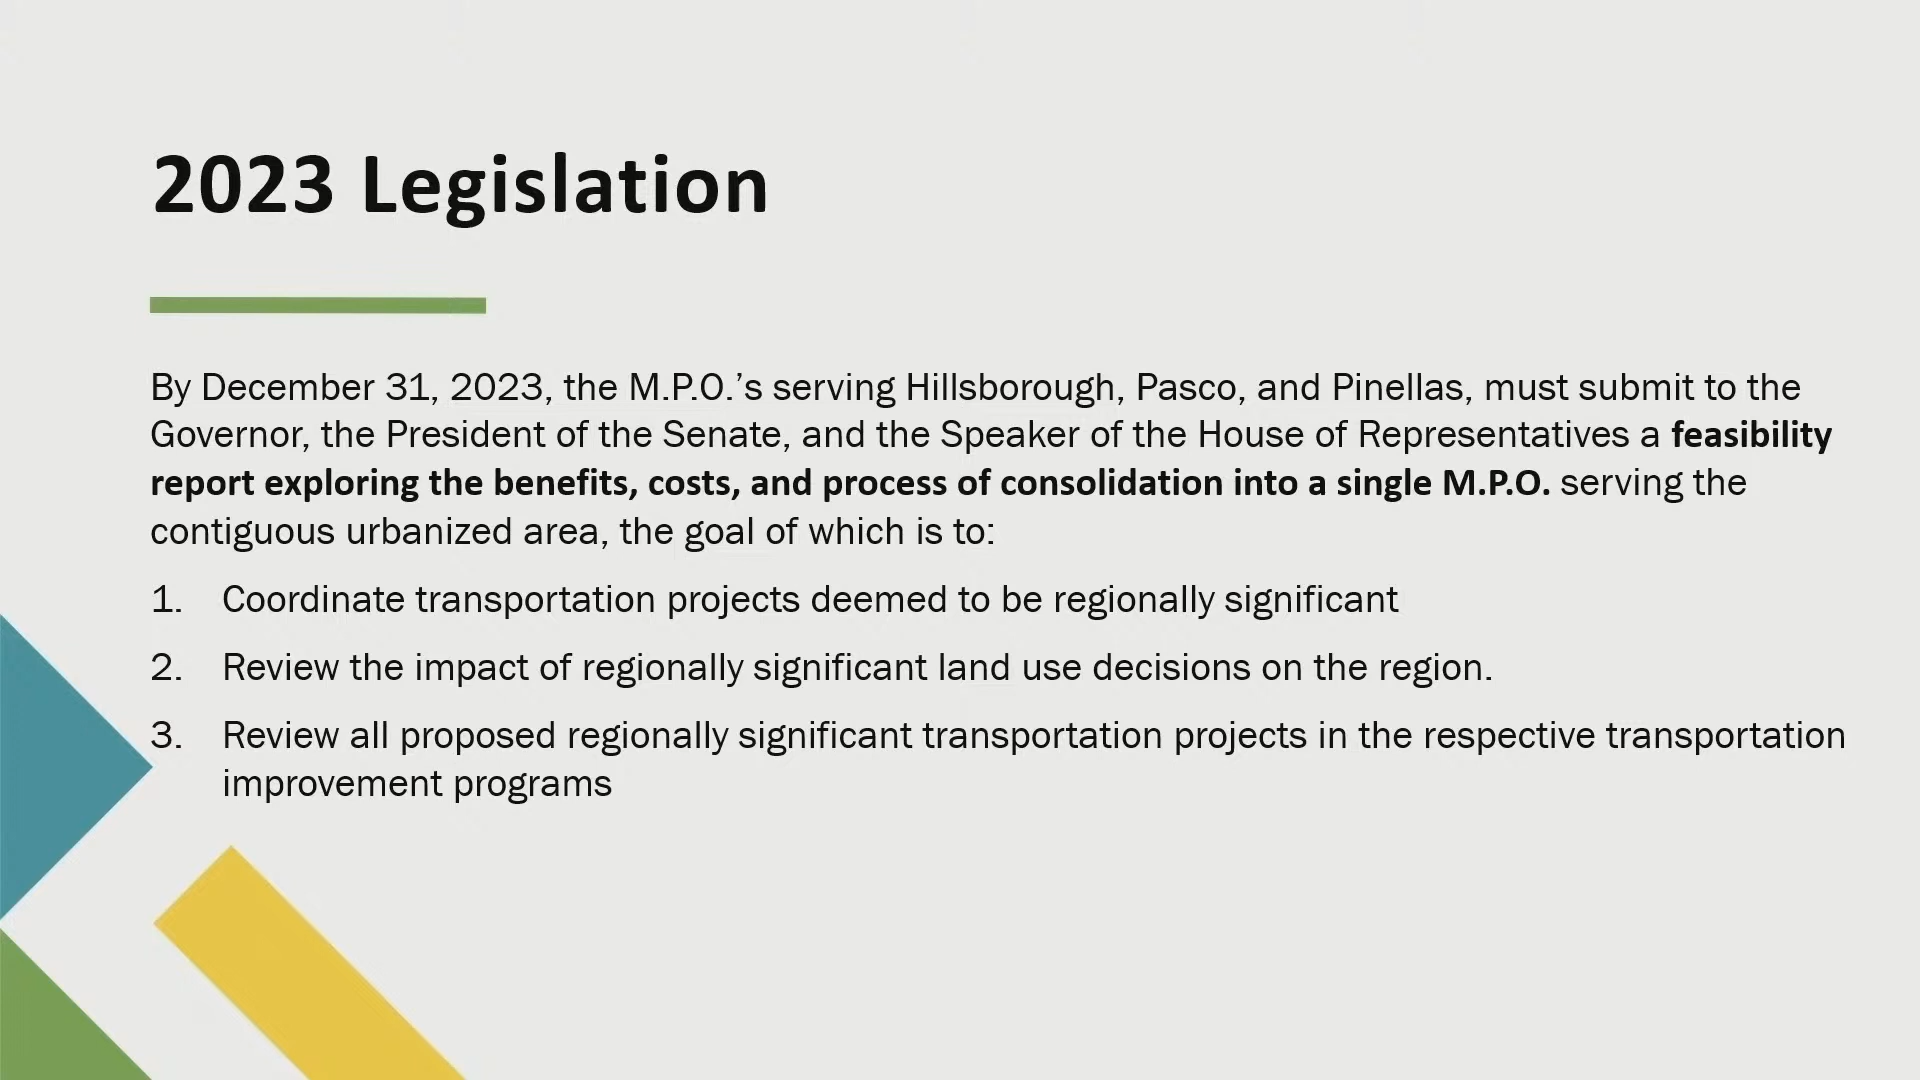 2023 Legislation
By December 31, 2023, the M.P.O.’s serving Hillsborough, Pasco, and Pinellas, must submit to the
Governor, the President of the Senate, and the Speaker of the House of Representatives a feasibility
report exploring the benefits, costs, and process of consolidation into a single M.P.O. serving the
contiguous urbanized area, the goal of which is to:
1. Coordinate transportation projects deemed to be regionally significant
2. Review the impact of regionally significant land use decisions on the region.
3. Review all proposed regionally significant transportation projects in the respective transportation
improvement programs